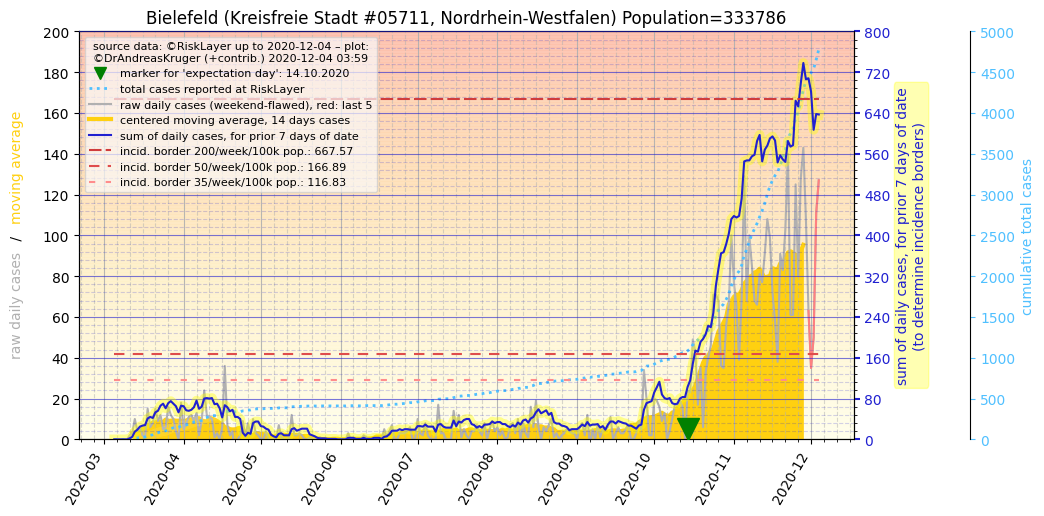 Bielefeld (Kreisfreie Stadt #05711, Nordrhein-Westfalen) Population=333786
source data: ©RiskLayer up to 2020-12-04 – plot:
©DrAndreasKruger (+contrib.) 2020-12-04 03:59
marker for 'expectation day': 14.10.2020
total cases reported at RiskLayer
raw daily cases (weekend-flawed), red: last 5
centered moving average, 14 days cases
sum of daily cases, for prior 7 days of date
incid. border 200/week/100k pop.: 667.57
incid. border 50/week/100k pop.: 166.89
incid. border 35/week/100k pop.: 116.83
raw daily cases / moving average
200
180
160
140
120
100
80
60
40
20
0
2020-03
2020-04
2020-05
2020-06
2020-07
2020-08
2020-09
2020-10
2020-11
2020-12
800
720
640
560
480
400
320
240
160
80
0
sum of daily cases, for prior 7 days of date
(to determine incidence borders)
5000
4500
4000
3500
3000
2500
2000
1500
1000
500
0
cumulative total cases